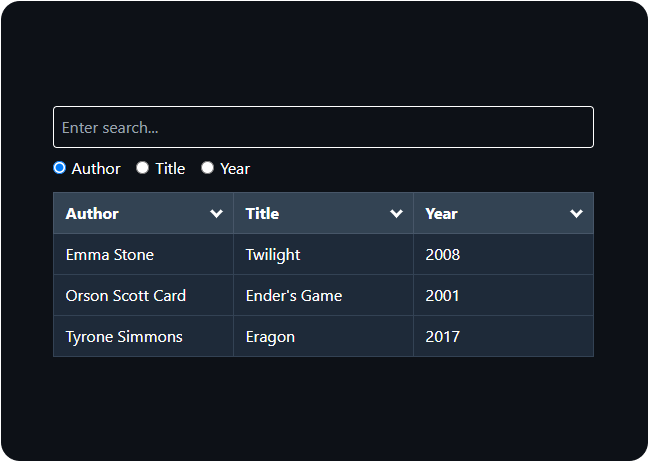 Enter search...
Author Title Year
Author Title Year
Emma Stone Twilight 2008
Orson Scott Card Ender's Game 2001
Tyrone Simmons Eragon 2017